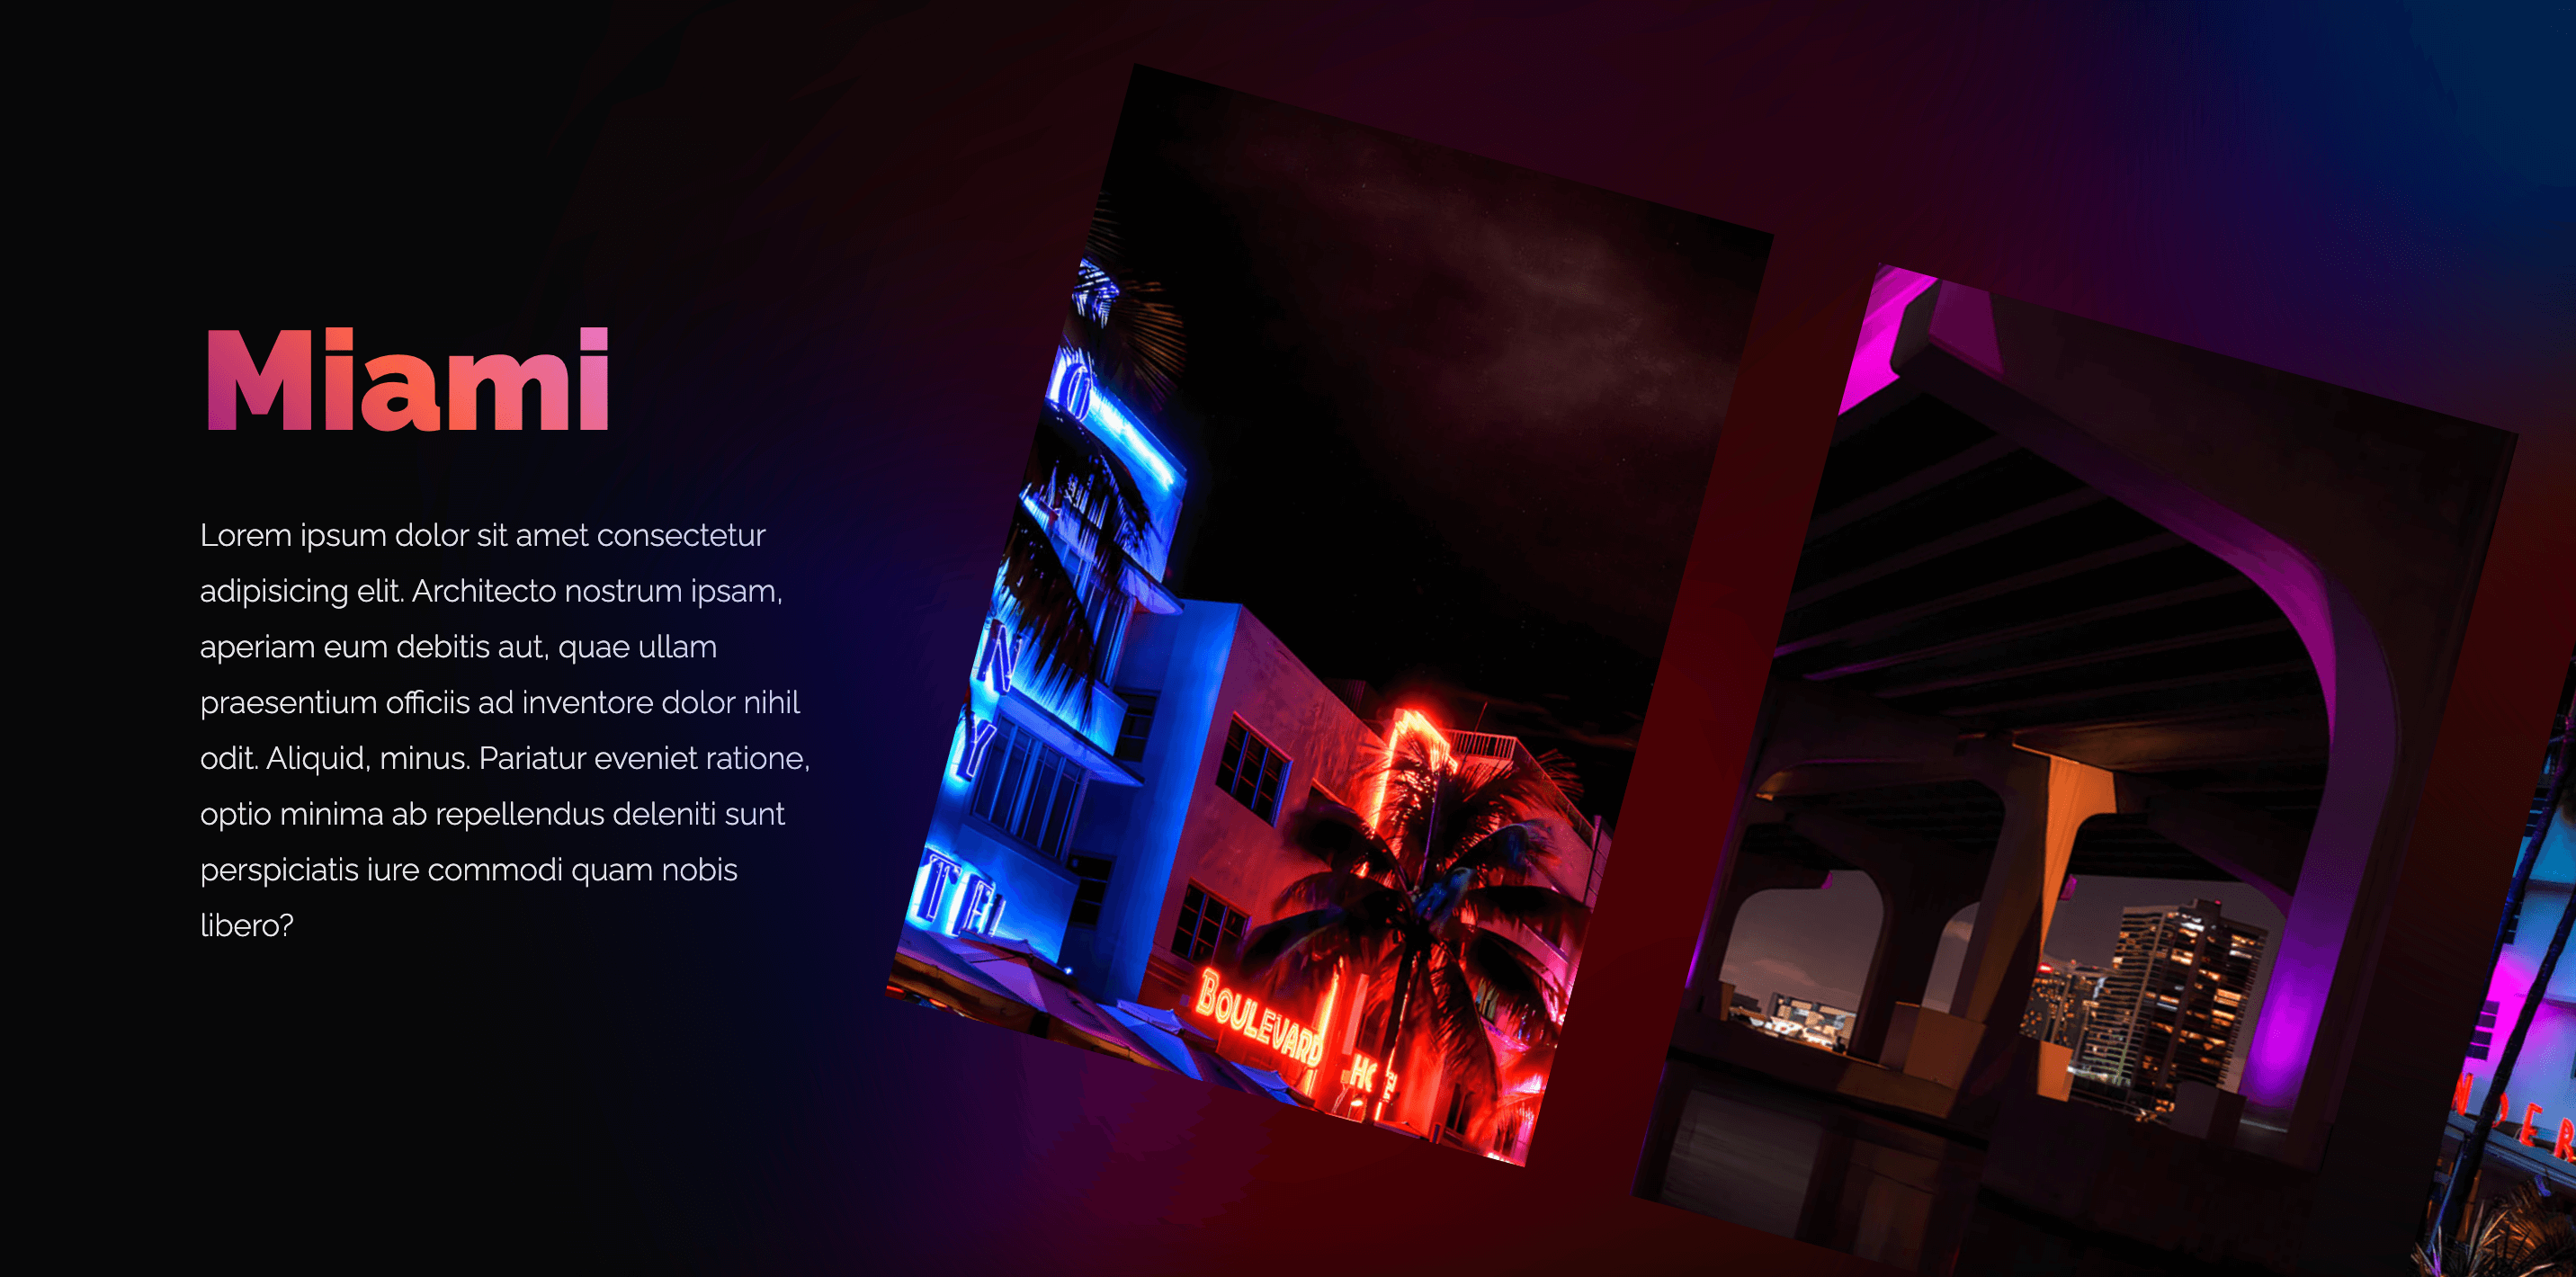 Miami
Lorem ipsum dolor sit amet consectetur
adipisicing elit. Architecto nostrum ipsam,
aperiam eum debitis aut, quae ullam
praesentium officiis ad inventore dolor nihil
odit. Aliquid, minus. Pariatur eveniet ratione,
optio minima ab repellendus deleniti sunt
perspiciatis iure commodi quam nobis
libero?
O
N
Y
TEL
BOULEVARD
NDER